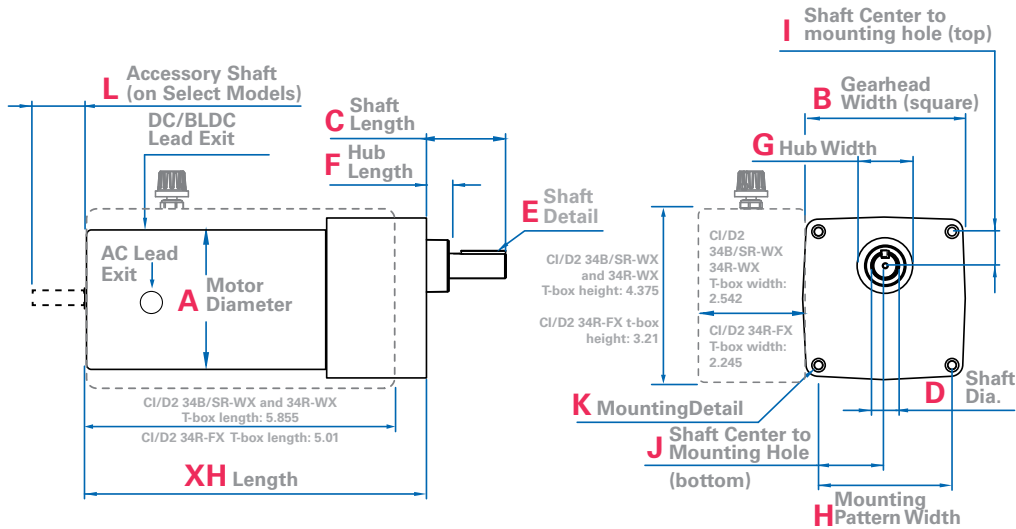 L Accessory Shaft
(on Select Models)
DC/BLDC
Lead Exit
C Shaft
Length
F Hub
Length
E Shaft
Detail
AC Lead
Exit
A Motor
Diameter
CI/D2 34B/SR-WX and 34R-WX
T-box length: 5.855
CI/D2 34R-FX T-box length: 5.01
XH Length
I Shaft Center to
mounting hole (top)
B Gearhead
Width (square)
G Hub Width
CI/D2 34B/SR-WX
and 34R-WX
T-box height: 4.375
CI/D2 34R-FX t-box
height: 3.21
CI/D2
34B/SR-WX
34R-WX
T-box width:
2.542
CI/D2 34R-FX
T-box width:
2.245
D Shaft
Dia.
K MountingDetail
J Shaft Center to
Mounting Hole
(bottom)
H Mounting
Pattern Width